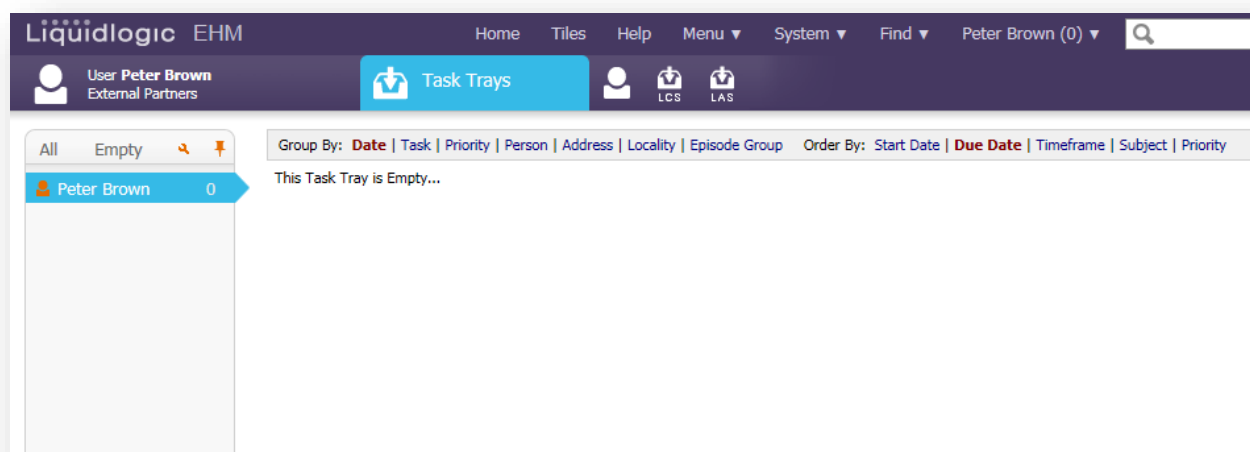 Liquidlogic EHM Home Tiles Help Menu ▼ System ▼ Find ▼ Peter Brown (0) ▼
User Peter Brown
External Partners
Task Trays
LCS LAS
All Empty
Group By: Date | Task | Priority | Person | Address | Locality | Episode Group Order By: Start Date | Due Date | Timeframe | Subject | Priority
Peter Brown 0
This Task Tray is Empty...